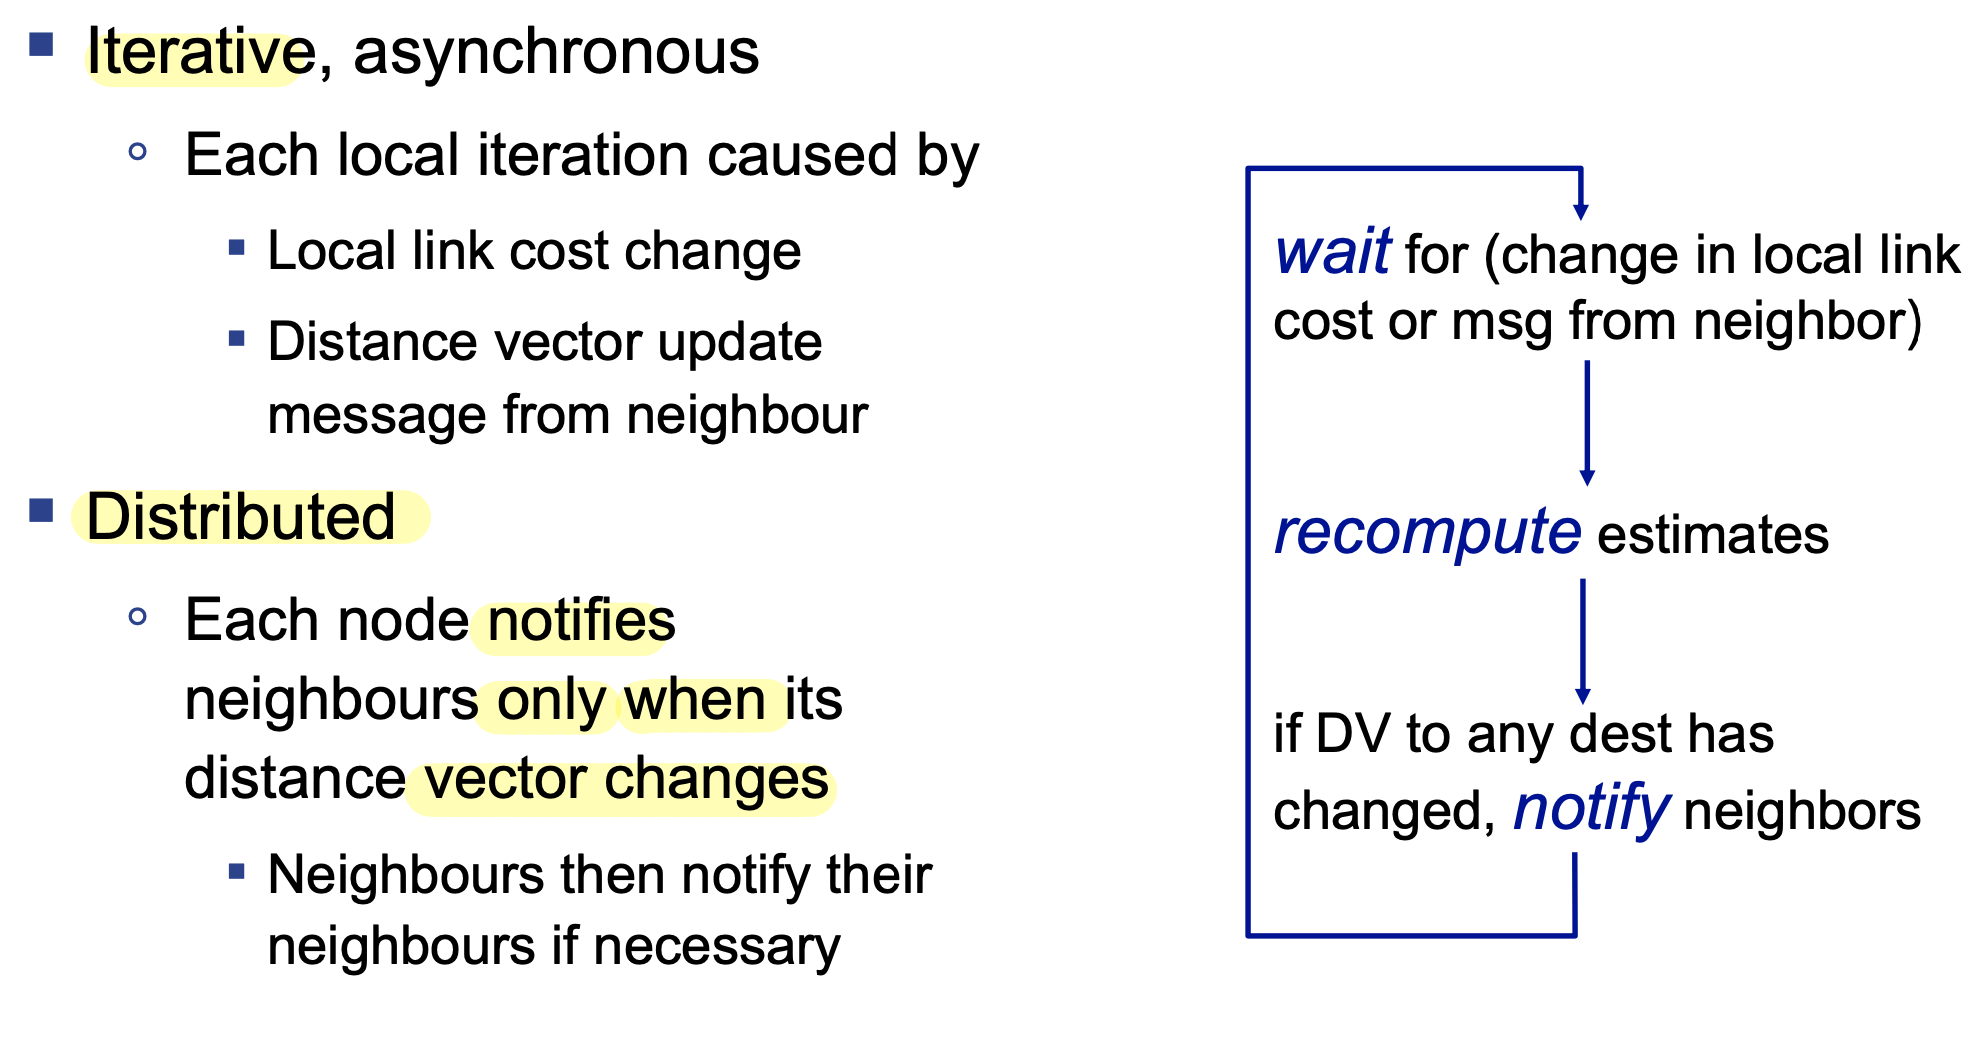 Iterative, asynchronous
Each local iteration caused by
Local link cost change
Distance vector update
message from neighbour
Distributed
Each node notifies
neighbours only when its
distance vector changes
Neighbours then notify their
neighbours if necessary
wait for (change in local link
cost or msg from neighbor)
recompute estimates
if DV to any dest has
changed, notify neighbors